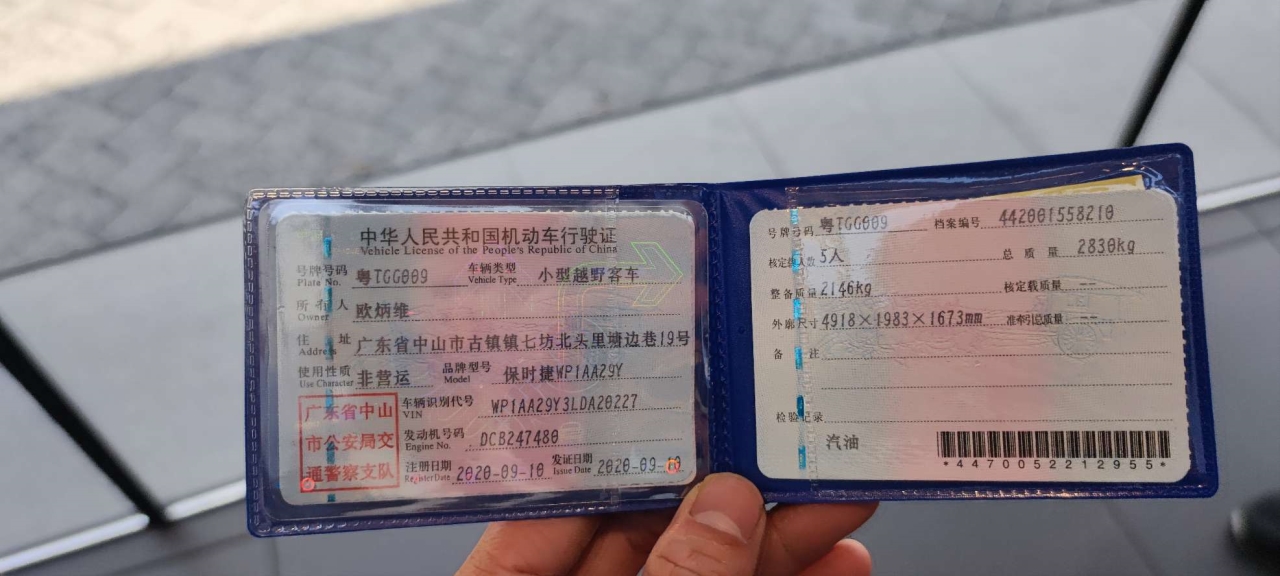 中华人民共和国机动车行驶证
Vehicle License of the People's Republic of China
号牌号码 粤TGG009 车辆类型 小型越野客车
Plate No. Vehicle Type
所有人 欧炳维
Owner
住址 广东省中山市古镇镇七坊北头里塘边巷19号
Address
使用性质 非营运 品牌型号 保时捷WP1AA29Y
Use Character Model
广东省中山
市公安局交
通警察支队
车辆识别代号 WP1AA29Y3LDA20227
VIN
发动机号码 DCB247480
Engine No.
注册日期 2020-09-10 发证日期 2020-09-10
Register Date Issue Date
号牌号码 粤TGG009 档案编号 442001558210
核定载人数 5人 总质量 2830kg
整备质量 2146kg 核定载质量 --
外廓尺寸 4918×1983×1673mm 准牵引总质量 --
备注
检验记录
汽油
*4470052212955*